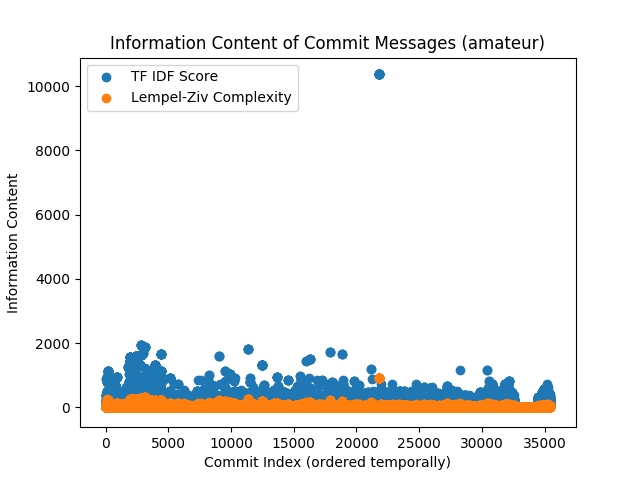 Information Content of Commit Messages (amateur)
TF IDF Score
Lempel-Ziv Complexity
10000
8000
6000
4000
2000
0
Information Content
0 5000 10000 15000 20000 25000 30000 35000
Commit Index (ordered temporally)